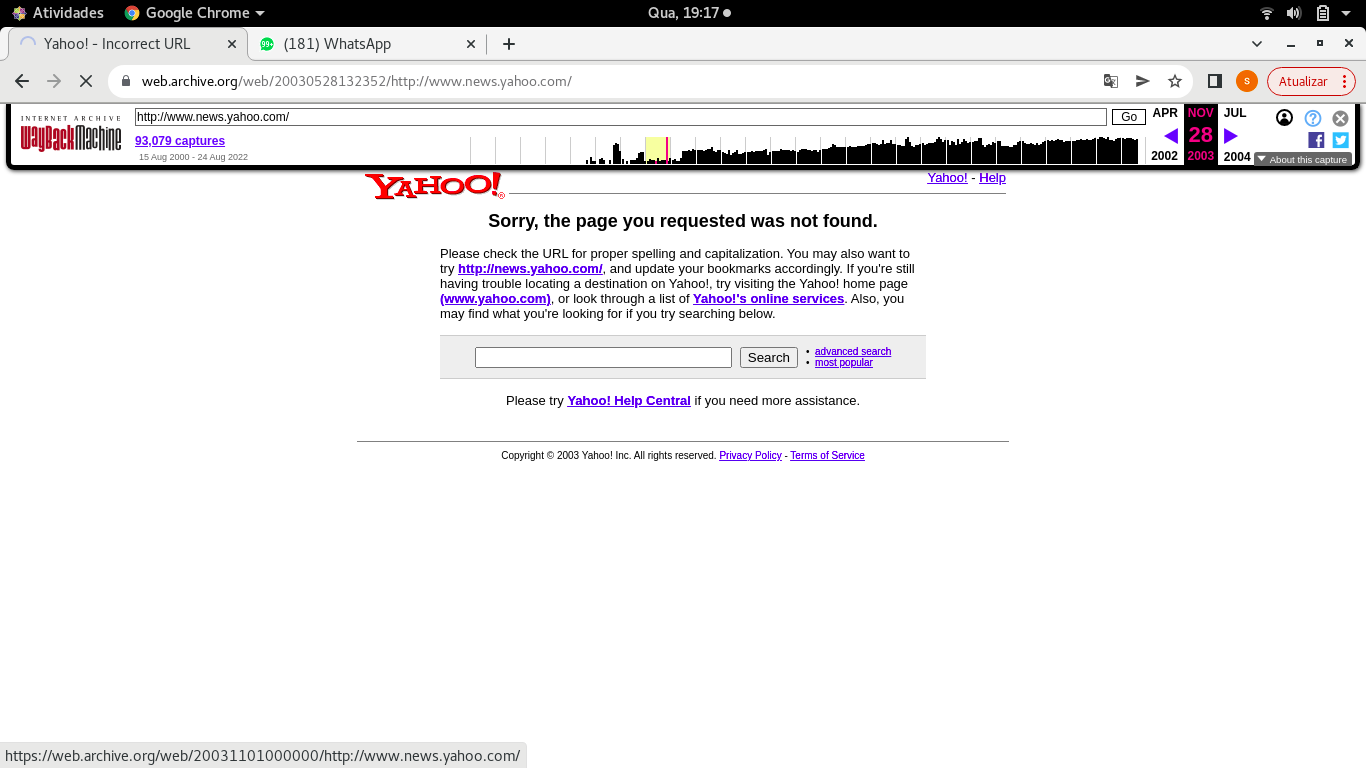 Atividades Google Chrome Qua, 19:17
Yahoo! - Incorrect URL 99+ (181) WhatsApp
web.archive.org/web/20030528132352/http://www.news.yahoo.com/ S Atualizar
INTERNET ARCHIVE
WayBackMachine
http://www.news.yahoo.com/ Go
93,079 captures
15 Aug 2000 - 24 Aug 2022
APR NOV JUL
28
2002 2003 2004
About this capture
YAHOO! ®
Yahoo! - Help
Sorry, the page you requested was not found.
Please check the URL for proper spelling and capitalization. You may also want to
try http://news.yahoo.com/, and update your bookmarks accordingly. If you're still
having trouble locating a destination on Yahoo!, try visiting the Yahoo! home page
(www.yahoo.com), or look through a list of Yahoo!'s online services. Also, you
may find what you're looking for if you try searching below.
Search
• advanced search
• most popular
Please try Yahoo! Help Central if you need more assistance.
Copyright © 2003 Yahoo! Inc. All rights reserved. Privacy Policy - Terms of Service
https://web.archive.org/web/20031101000000/http://www.news.yahoo.com/